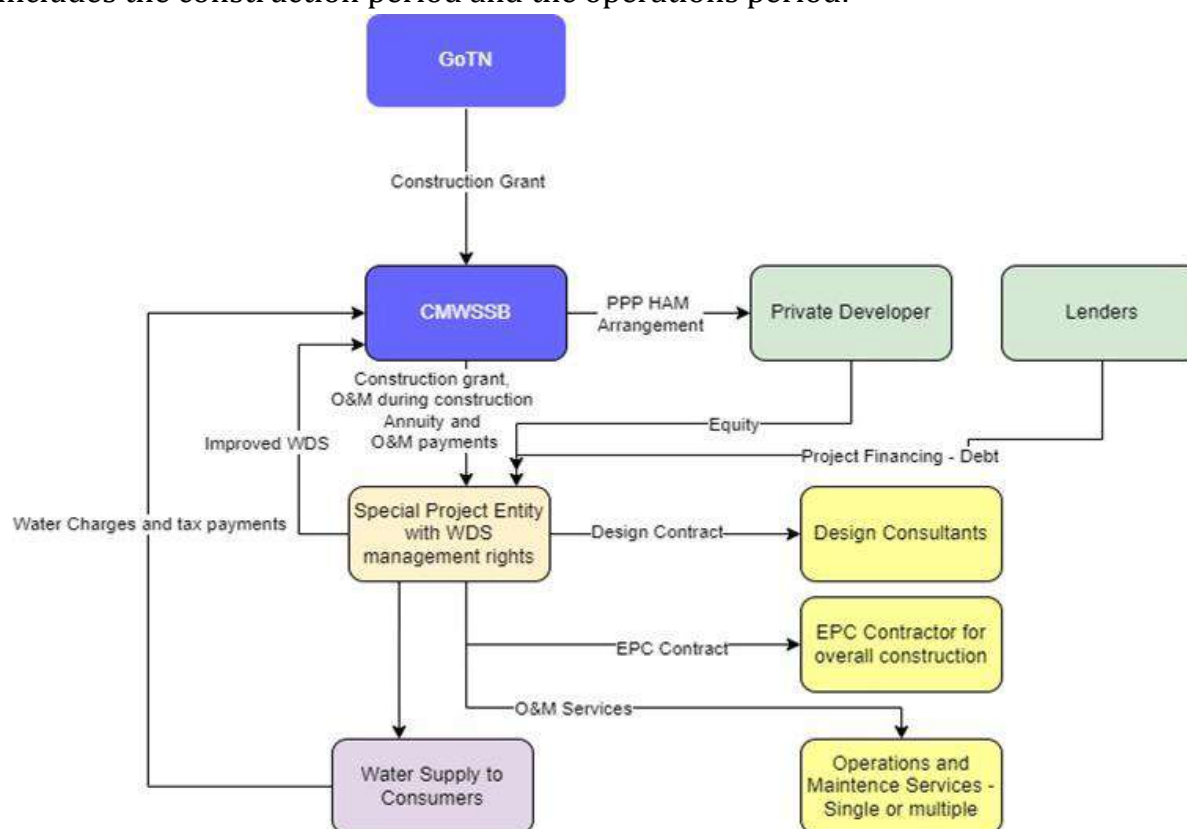 includes the construction period and the operations period.
GoTN
Construction Grant
CMWSSB
PPP HAM
Arrangement
Private Developer
Lenders
Construction grant,
O&M during construction
Annuity and
O&M payments
Improved WDS
Equity
Project Financing - Debt
Water Charges and tax payments
Special Project Entity
with WDS
management rights
Design Contract
Design Consultants
EPC Contract
EPC Contractor for
overall construction
O&M Services
Water Supply to
Consumers
Operations and
Maintence Services -
Single or multiple